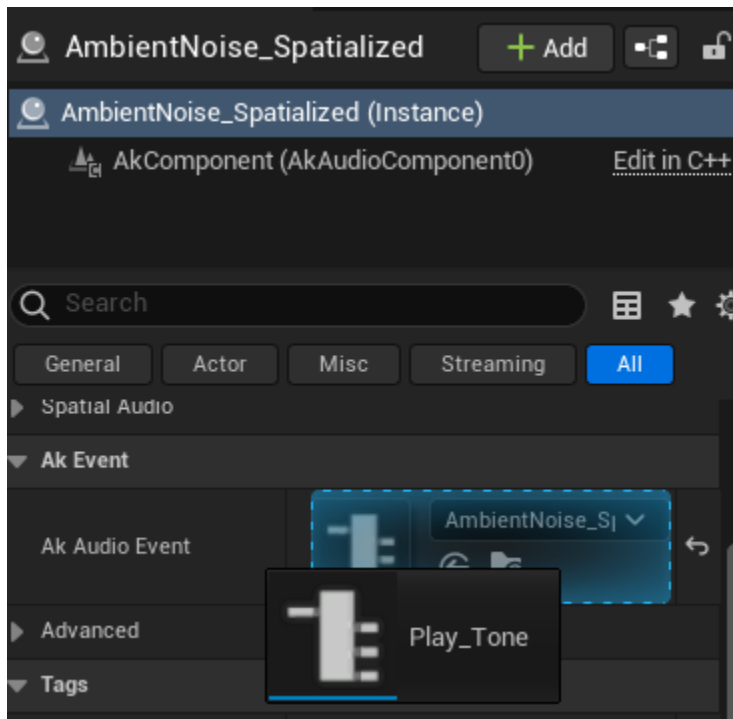 AmbientNoise_Spatialized
Add
AmbientNoise_Spatialized (Instance)
AkComponent (AkAudioComponent0) Edit in C++
Search
General Actor Misc Streaming All
Spatial Audio
Ak Event
Ak Audio Event
AmbientNoise_S
Play_Tone
Advanced
Tags